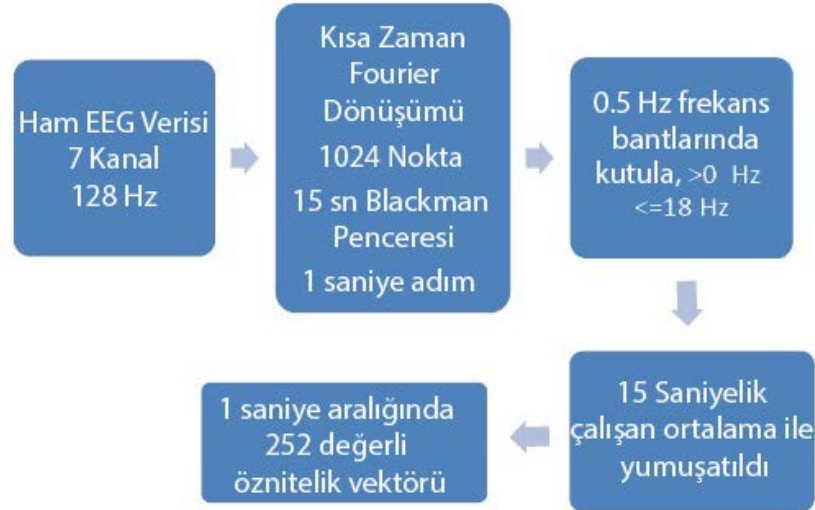 Ham EEG Verisi
7 Kanal
128 Hz
Kısa Zaman
Fourier
Dönüşümü
1024 Nokta
15 sn Blackman
Penceresi
1 saniye adım
0.5 Hz frekans
bantlarında
kutula, >0 Hz
<=18 Hz
15 Saniyelik
çalışan ortalama ile
yumuşatıldı
1 saniye aralığında
252 değerli
öznitelik vektörü